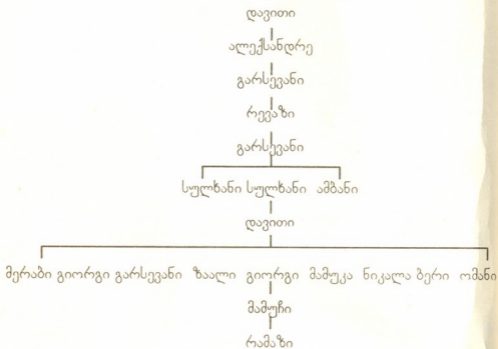 დავითი
ალექსანდრე
გარსევანი
რევაზი
გარსევანი
სულხანი სულხანი ამბანი
დავითი
მერაბი გიორგი გარსევანი ზაალი გიორგი მამუკა ნიკალა ბერი ომანი
მამუჩი
რამაზი